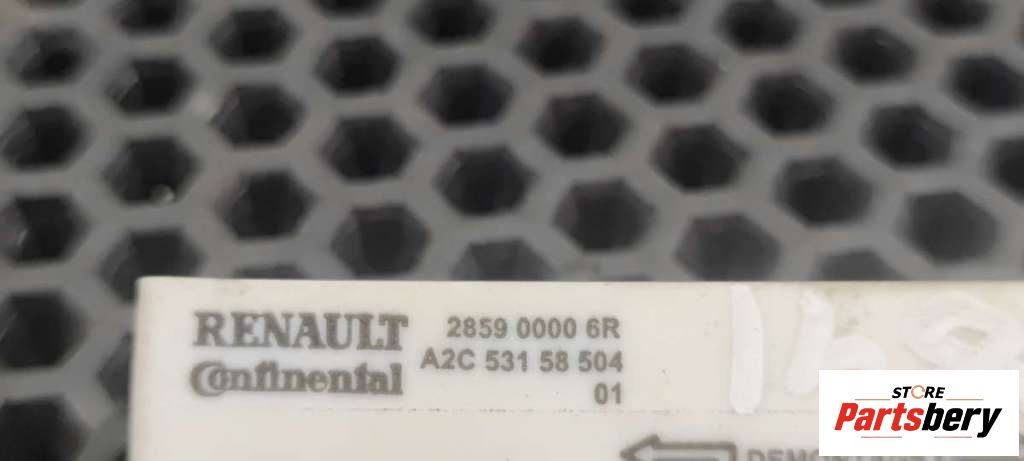 RENAULT 2859 0000 6R
Continental A2C 531 58 504
01
STORE
Partsbery